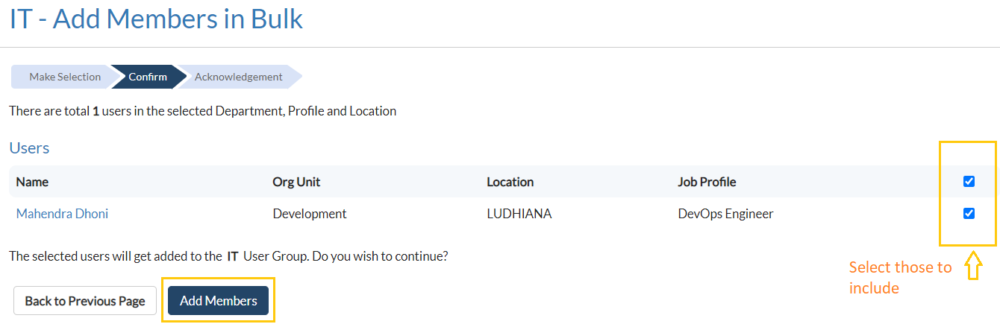 IT - Add Members in Bulk
Make Selection Confirm Acknowledgement
There are total 1 users in the selected Department, Profile and Location
Users
Name Org Unit Location Job Profile
Mahendra Dhoni Development LUDHIANA DevOps Engineer
The selected users will get added to the IT User Group. Do you wish to continue?
Select those to
include
Back to Previous Page Add Members